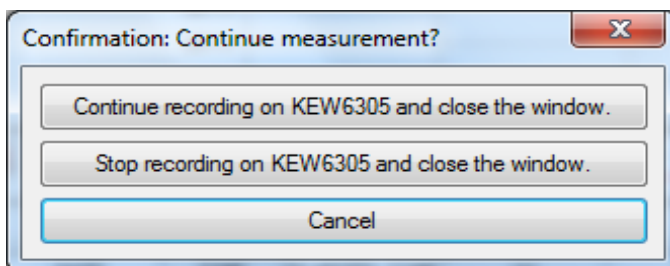 Confirmation: Continue measurement?
Continue recording on KEW6305 and close the window.
Stop recording on KEW6305 and close the window.
Cancel